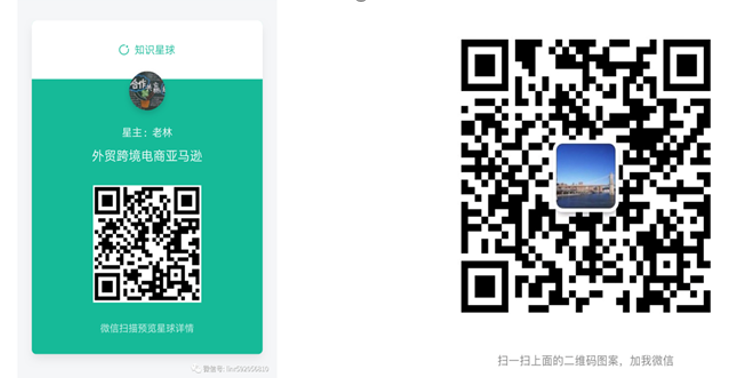 知识星球
星主：老林
外贸跨境电商亚马逊
微信扫描预览星球详情
扫一扫上面的二维码图案，加我微信